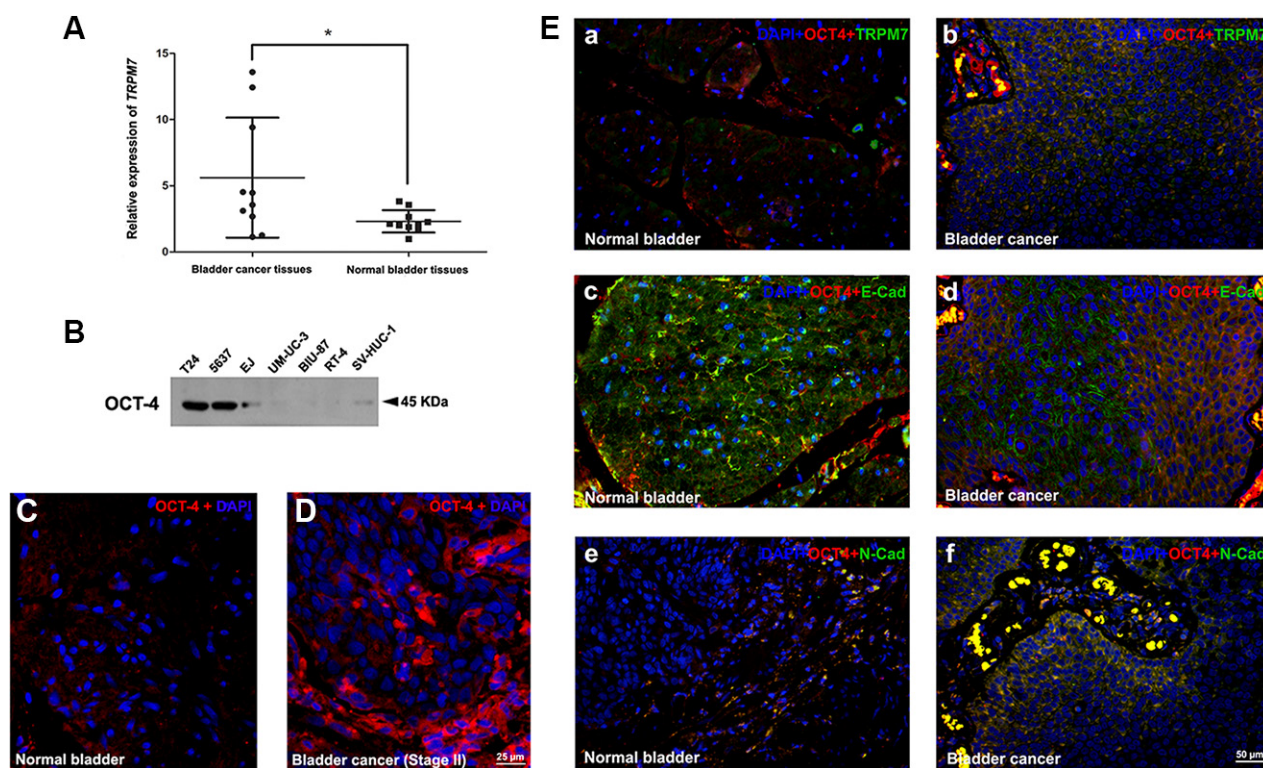 A
15
*
10
5
0
Relative expression of TRPM7
Bladder cancer tissues
Normal bladder tissues
B
T24
5637
EJ
UM-UC-3
BIU-87
RT-4
SV-HUC-1
OCT-4
45 KDa
C
OCT-4 + DAPI
Normal bladder
D
OCT-4 + DAPI
Bladder cancer (Stage II)
25 µm
E
a
DAPI+OCT4+TRPM7
Normal bladder
b
DAPI+OCT4+TRPM7
Bladder cancer
c
DAPI+OCT4+E-Cad
Normal bladder
d
DAPI+OCT4+E-Cad
Bladder cancer
e
DAPI+OCT4+N-Cad
Normal bladder
f
DAPI+OCT4+N-Cad
Bladder cancer
50 µm